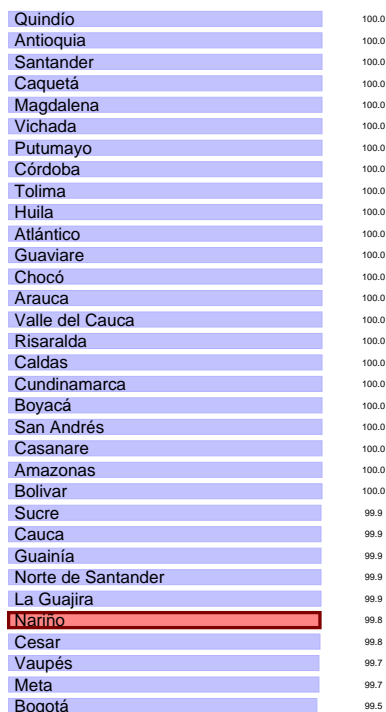 Quindío 100.0
Antioquia 100.0
Santander 100.0
Caquetá 100.0
Magdalena 100.0
Vichada 100.0
Putumayo 100.0
Córdoba 100.0
Tolima 100.0
Huila 100.0
Atlántico 100.0
Guaviare 100.0
Chocó 100.0
Arauca 100.0
Valle del Cauca 100.0
Risaralda 100.0
Caldas 100.0
Cundinamarca 100.0
Boyacá 100.0
San Andrés 100.0
Casanare 100.0
Amazonas 100.0
Bolivar 100.0
Sucre 99.9
Cauca 99.9
Guainía 99.9
Norte de Santander 99.9
La Guajira 99.9
Nariño 99.8
Cesar 99.8
Vaupés 99.7
Meta 99.7
Bogotá 99.5